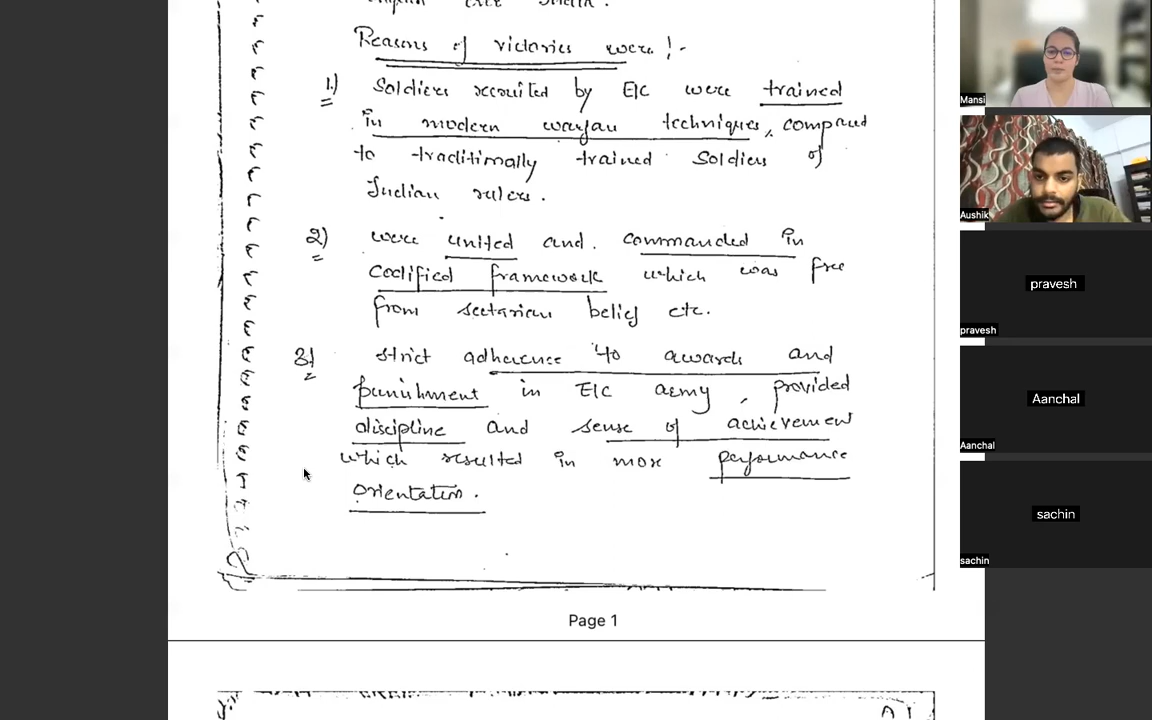 Reasons of victories were !-
1.) Soldiers recruited by EIC were trained
in modern warfare techniques, compared
to traditionally trained soldiers of
Indian rulers.
2) were united and commanded in
codified framework which was free
from sectarian belief etc.
3) strict adherence to awards and
punishment in EIC army, provided
discipline and sense of achievement
which resulted in more performance
orientation.
Page 1
Mansi
Aushik
pravesh
pravesh
Aanchal
Aanchal
sachin
sachin